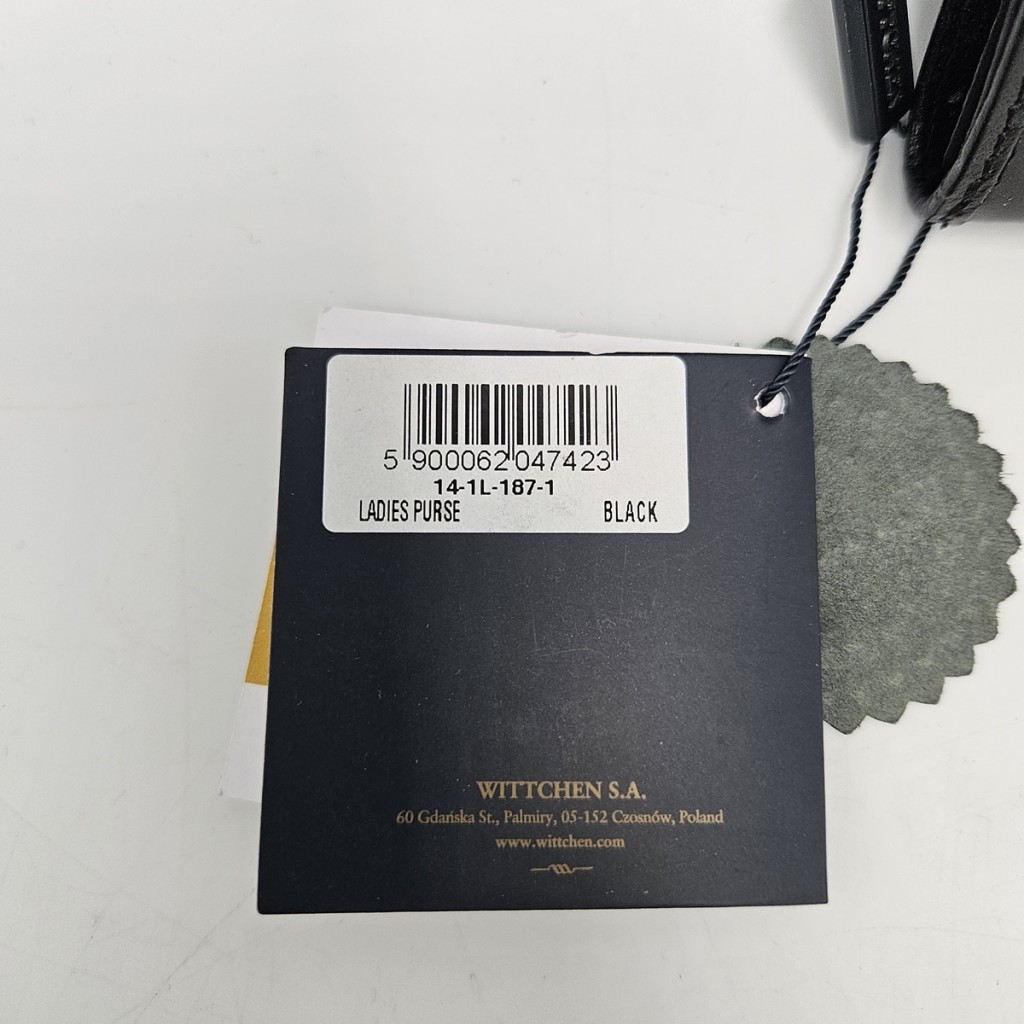 5 900062 047423
14-1L-187-1
LADIES PURSE BLACK
WITTCHEN S.A.
60 Gdańska St., Palmiry, 05-152 Czosnów, Poland
www.wittchen.com